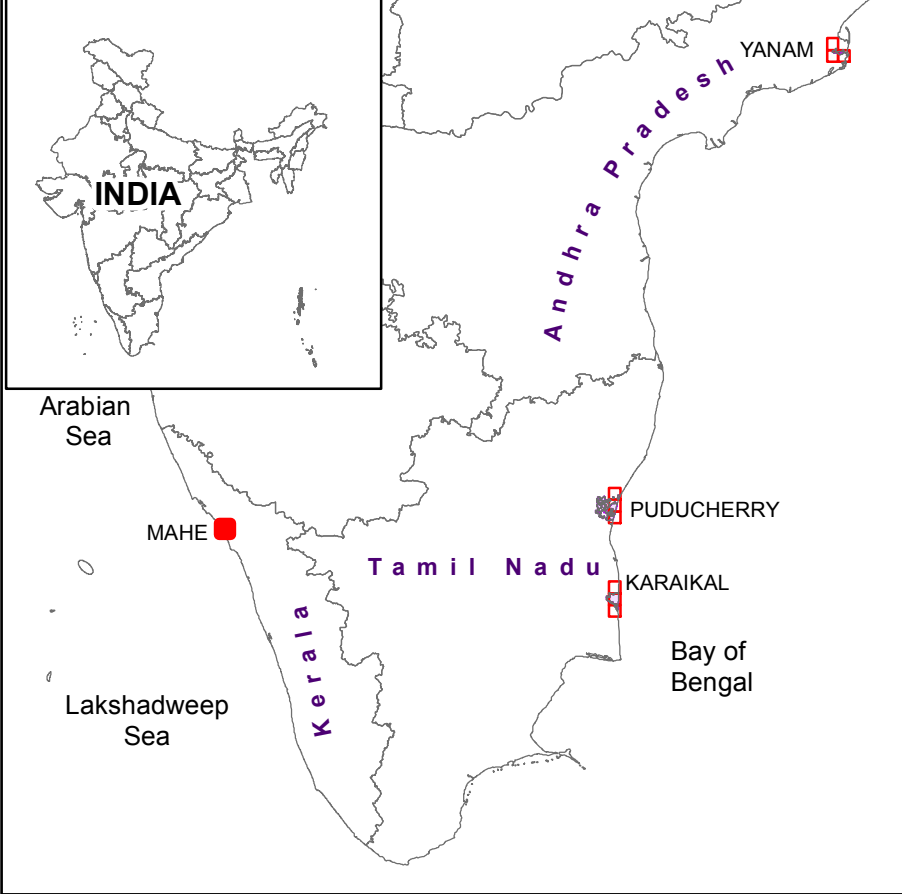 YANAM
Andhra Pradesh
INDIA
Arabian
Sea
PUDUCHERRY
MAHE
Tamil Nadu
KARAIKAL
Kerala
Bay of
Bengal
Lakshadweep
Sea